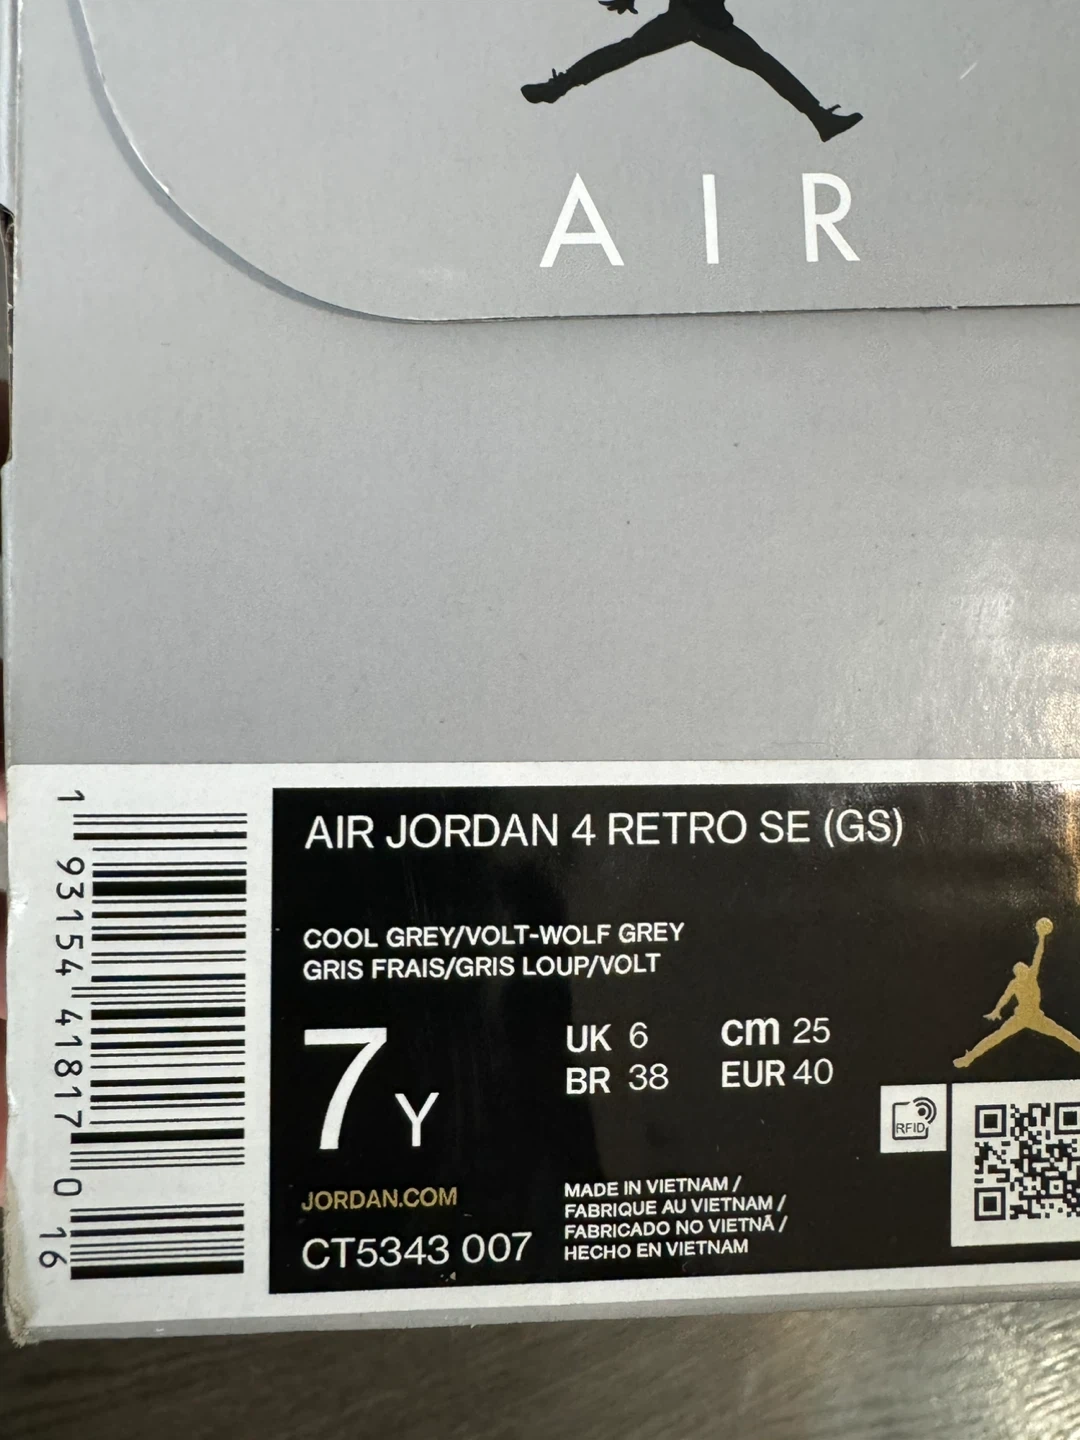 AIR
AIR JORDAN 4 RETRO SE (GS)
COOL GREY/VOLT-WOLF GREY
GRIS FRAIS/GRIS LOUP/VOLT
7Y
UK 6
cm 25
BR 38
EUR 40
RFID
JORDAN.COM
CT5343 007
MADE IN VIETNAM /
FABRIQUE AU VIETNAM /
FABRICADO NO VIETNÃ /
HECHO EN VIETNAM
1 93154 41817 0 16